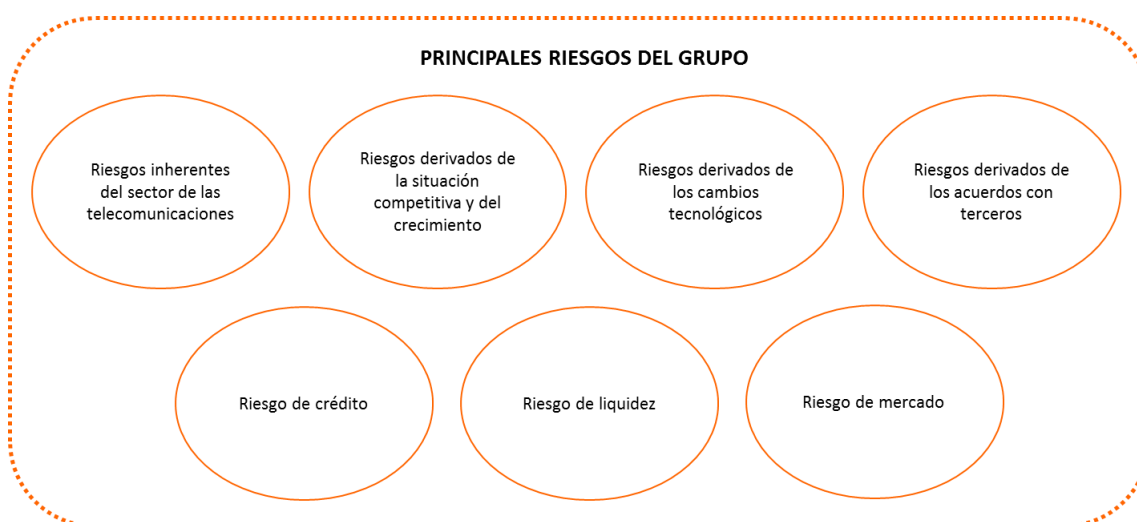 PRINCIPALES RIESGOS DEL GRUPO
Riesgos inherentes
del sector de las
telecomunicaciones
Riesgos derivados de
la situación
competitiva y del
crecimiento
Riesgos derivados de
los cambios
tecnológicos
Riesgos derivados de
los acuerdos con
terceros
Riesgo de crédito
Riesgo de liquidez
Riesgo de mercado